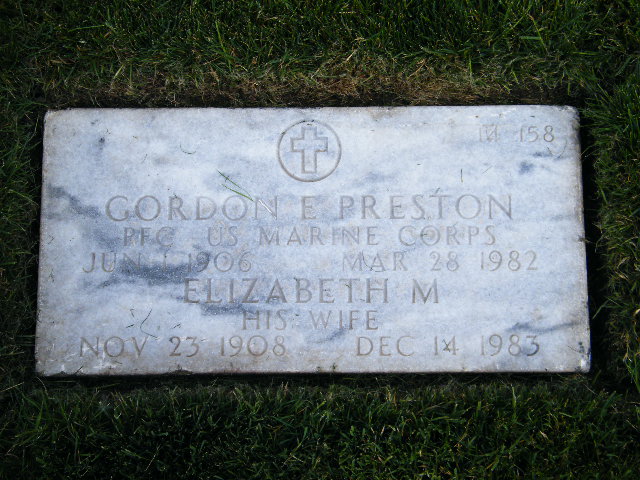 M 158
GORDON E PRESTON
PFC US MARINE CORPS
JUN 1 1906 MAR 28 1982
ELIZABETH M
HIS WIFE
NOV 23 1908 DEC 14 1983